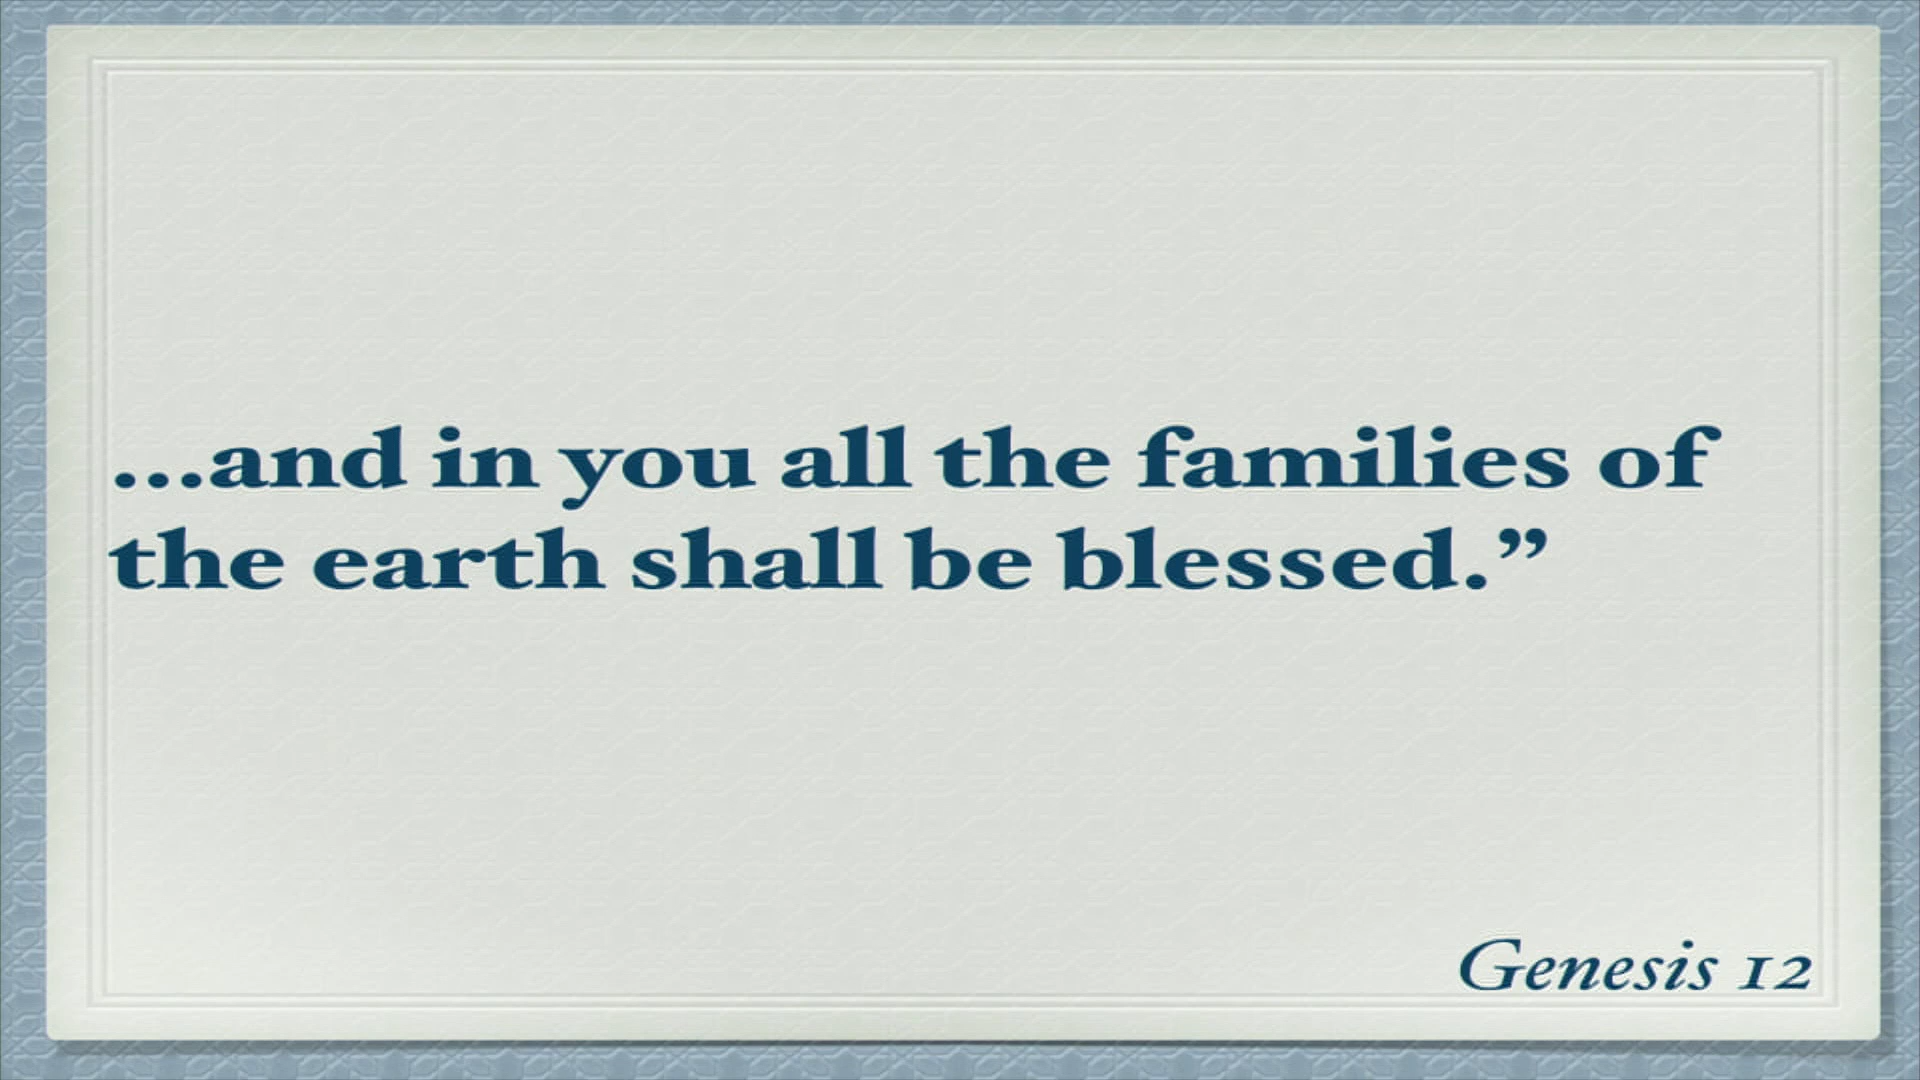 …and in you all the families of
the earth shall be blessed.”
Genesis 12